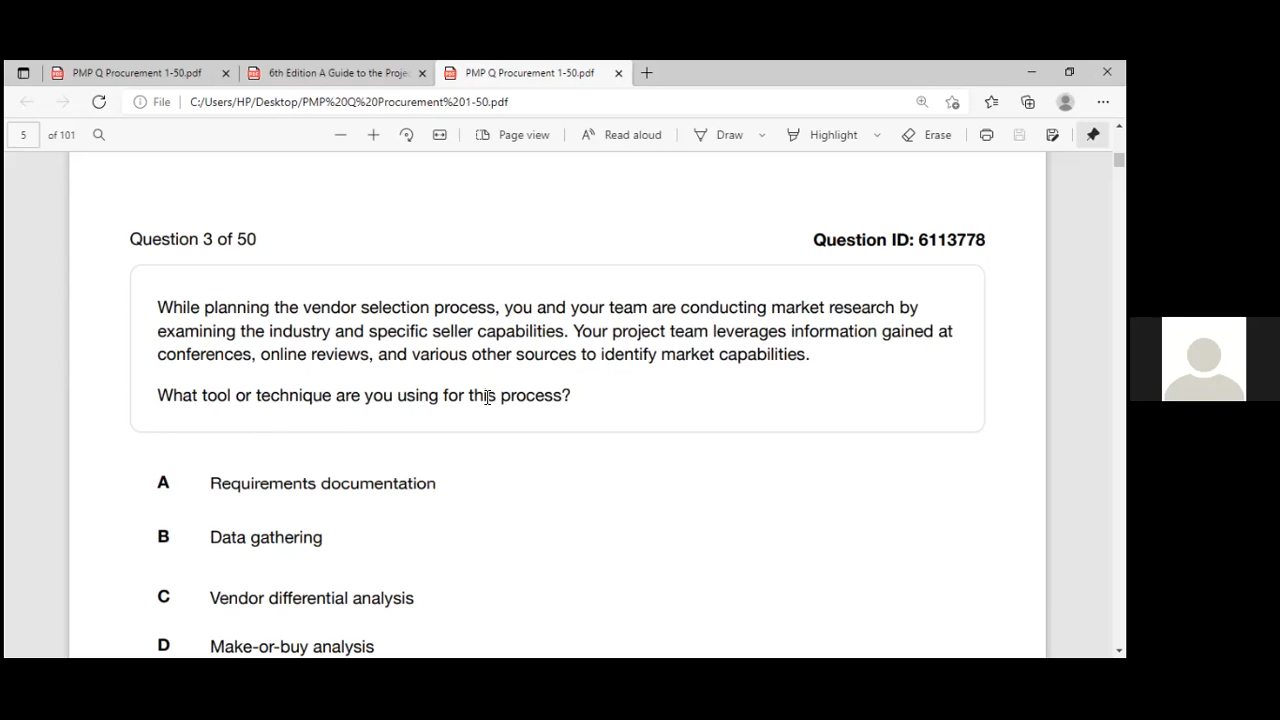 PMP Q Procurement 1-50.pdf
6th Edition A Guide to the Proje
PMP Q Procurement 1-50.pdf
File C:/Users/HP/Desktop/PMP%20Q%20Procurement%201-50.pdf
5 of 101 Page view Read aloud Draw Highlight Erase
Question 3 of 50 Question ID: 6113778
While planning the vendor selection process, you and your team are conducting market research by
examining the industry and specific seller capabilities. Your project team leverages information gained at
conferences, online reviews, and various other sources to identify market capabilities.
What tool or technique are you using for this process?
A Requirements documentation
B Data gathering
C Vendor differential analysis
D Make-or-buy analysis